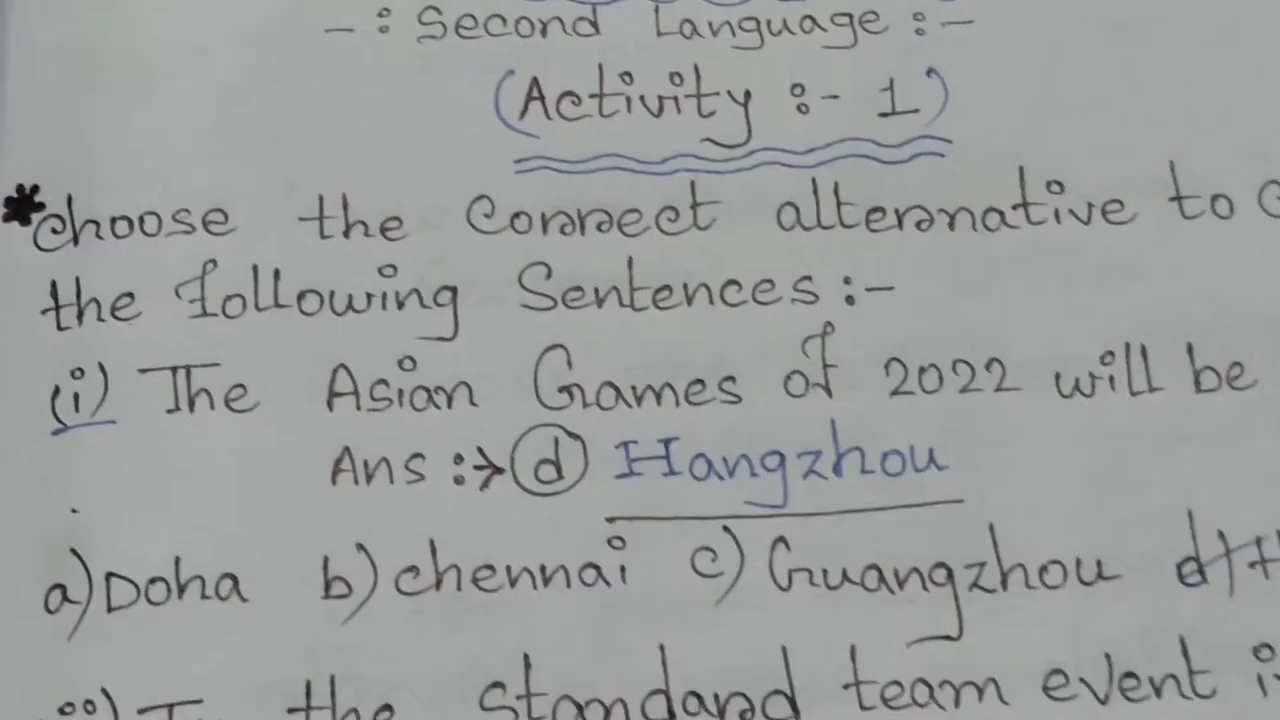 -: Second Language :-
(Activity :- 1)
*choose the correct alternative to
the following Sentences :-
(i) The Asian Games of 2022 will be
Ans :→ (d) Hangzhou
a) Doha b) chennai c) Guangzhou d)
the standard team event